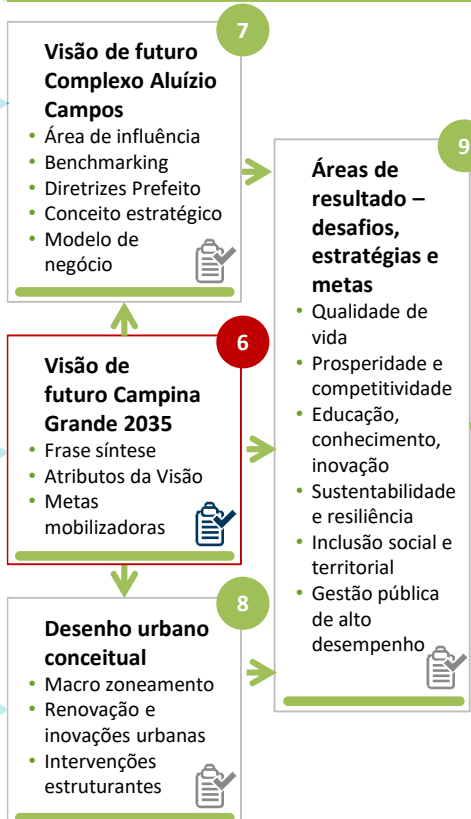 7
Visão de futuro
Complexo Aluízio
Campos
• Área de influência
• Benchmarking
• Diretrizes Prefeito
• Conceito estratégico
• Modelo de
negócio
6
Visão de
futuro Campina
Grande 2035
• Frase síntese
• Atributos da Visão
• Metas
mobilizadoras
8
Desenho urbano
conceitual
• Macro zoneamento
• Renovação e
inovações urbanas
• Intervenções
estruturantes
9
Áreas de
resultado –
desafios,
estratégias e
metas
• Qualidade de
vida
• Prosperidade e
competitividade
• Educação,
conhecimento,
inovação
• Sustentabilidade
e resiliência
• Inclusão social e
territorial
• Gestão pública
de alto
desempenho